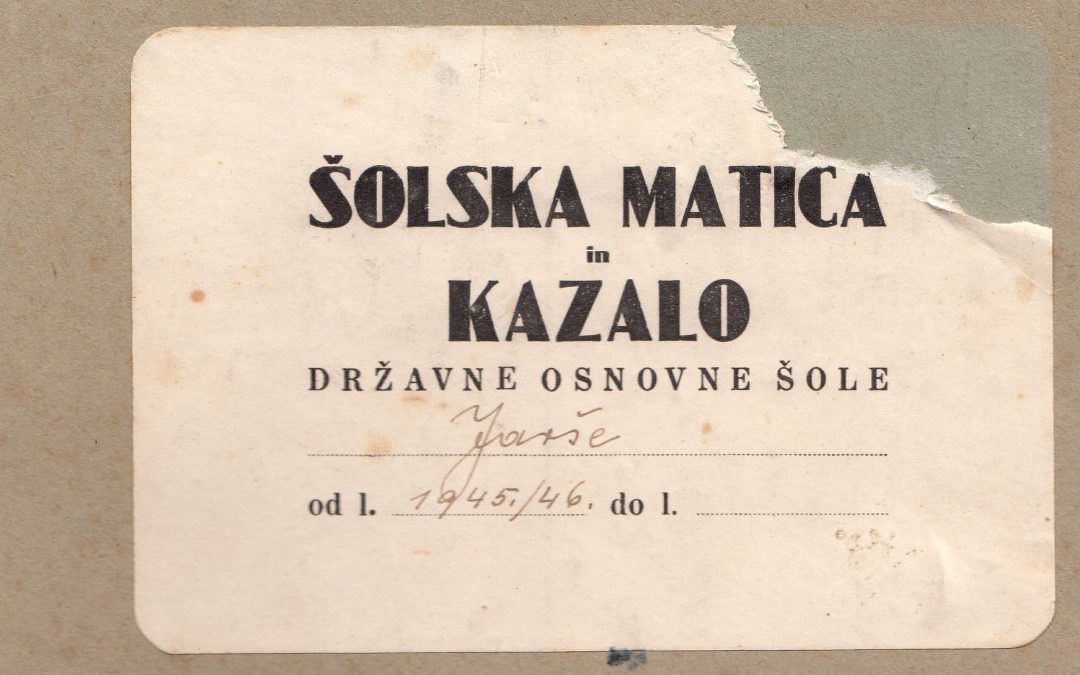 ŠOLSKA MATICA
in
KAZALO
DRŽAVNE OSNOVNE ŠOLE
Jarše
od l. 1945./46. do l.